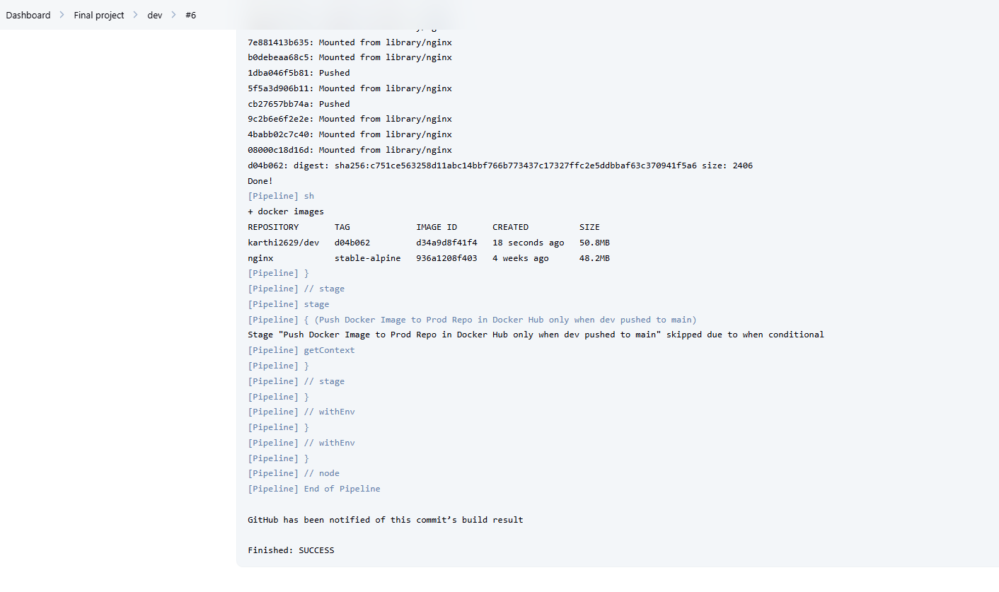 Dashboard > Final project > dev > #6
7e881413b635: Mounted from library/nginx
b0debeaa68c5: Mounted from library/nginx
1dba046f5b81: Pushed
5f5a3d906b11: Mounted from library/nginx
cb27657bb74a: Pushed
9c2b6e6f2e2e: Mounted from library/nginx
4babb02c7c40: Mounted from library/nginx
08000c18d16d: Mounted from library/nginx
d04b062: digest: sha256:c751ce563258d11abc14bbf766b773437c17327ffc2e5ddbbaf63c370941f5a6 size: 2406
Done!
[Pipeline] sh
+ docker images
REPOSITORY TAG IMAGE ID CREATED SIZE
karthi2629/dev d04b062 d34a9d8f41f4 18 seconds ago 50.8MB
nginx stable-alpine 936a1208f403 4 weeks ago 48.2MB
[Pipeline] }
[Pipeline] // stage
[Pipeline] stage
[Pipeline] { (Push Docker Image to Prod Repo in Docker Hub only when dev pushed to main)
Stage "Push Docker Image to Prod Repo in Docker Hub only when dev pushed to main" skipped due to when conditional
[Pipeline] getContext
[Pipeline] }
[Pipeline] // stage
[Pipeline] }
[Pipeline] // withEnv
[Pipeline] }
[Pipeline] // withEnv
[Pipeline] }
[Pipeline] // node
[Pipeline] End of Pipeline
GitHub has been notified of this commit’s build result
Finished: SUCCESS